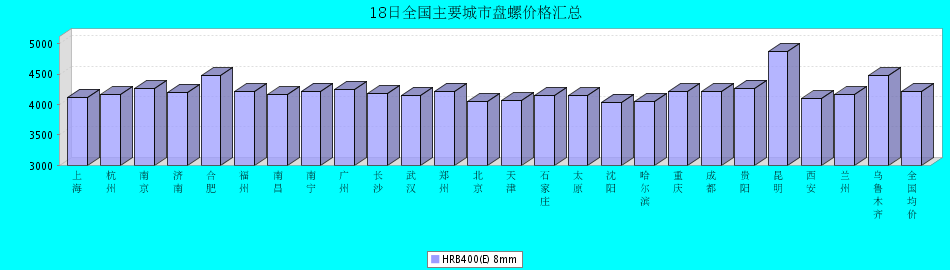 18日全国主要城市盘螺价格汇总
5000
4500
4000
3500
3000
上海
杭州
南京
济南
合肥
福州
南昌
南宁
广州
长沙
武汉
郑州
北京
天津
石家庄
太原
沈阳
哈尔滨
重庆
成都
贵阳
昆明
西安
兰州
乌鲁木齐
全国均价
HRB400(E) 8mm